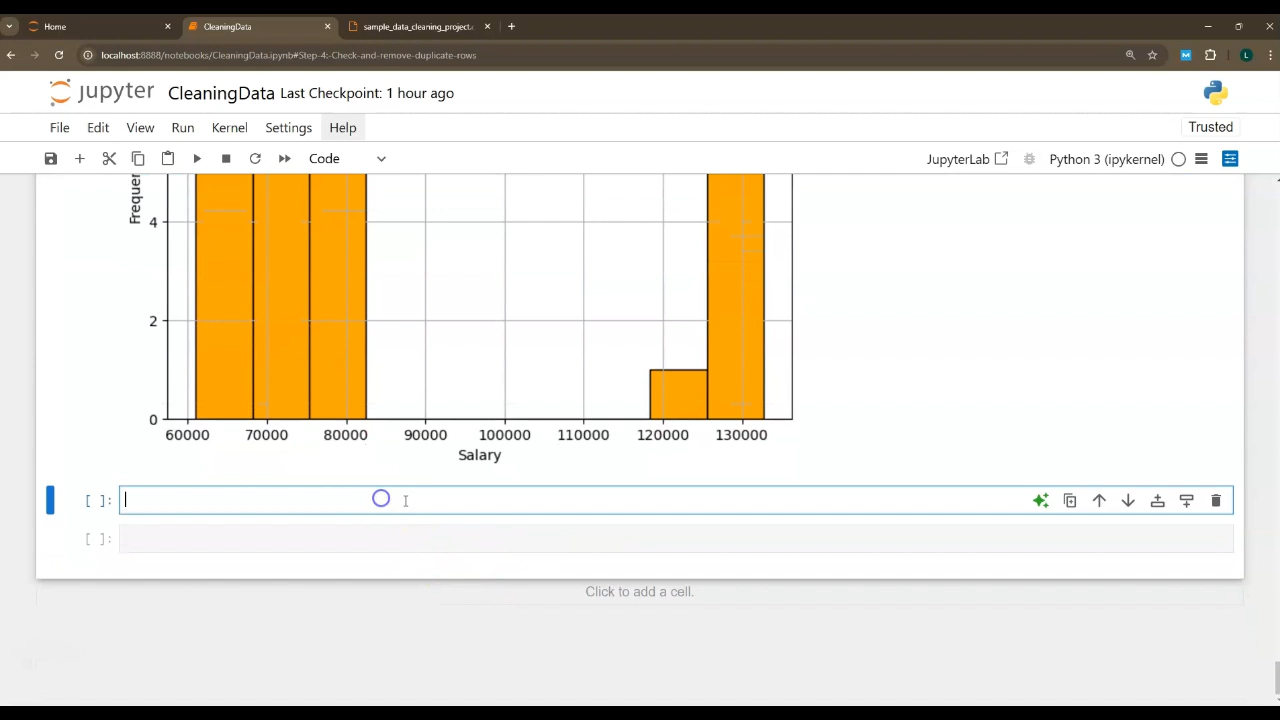 Home
CleaningData
sample_data_cleaning_project.
localhost:8888/notebooks/CleaningData.ipynb#Step-4:-Check-and-remove-duplicate-rows
L
jupyter CleaningData Last Checkpoint: 1 hour ago
File Edit View Run Kernel Settings Help Trusted
Code JupyterLab Python 3 (ipykernel)
Frequen
4
2
0
60000 70000 80000 90000 100000 110000 120000 130000
Salary
[ ]:
[ ]:
Click to add a cell.